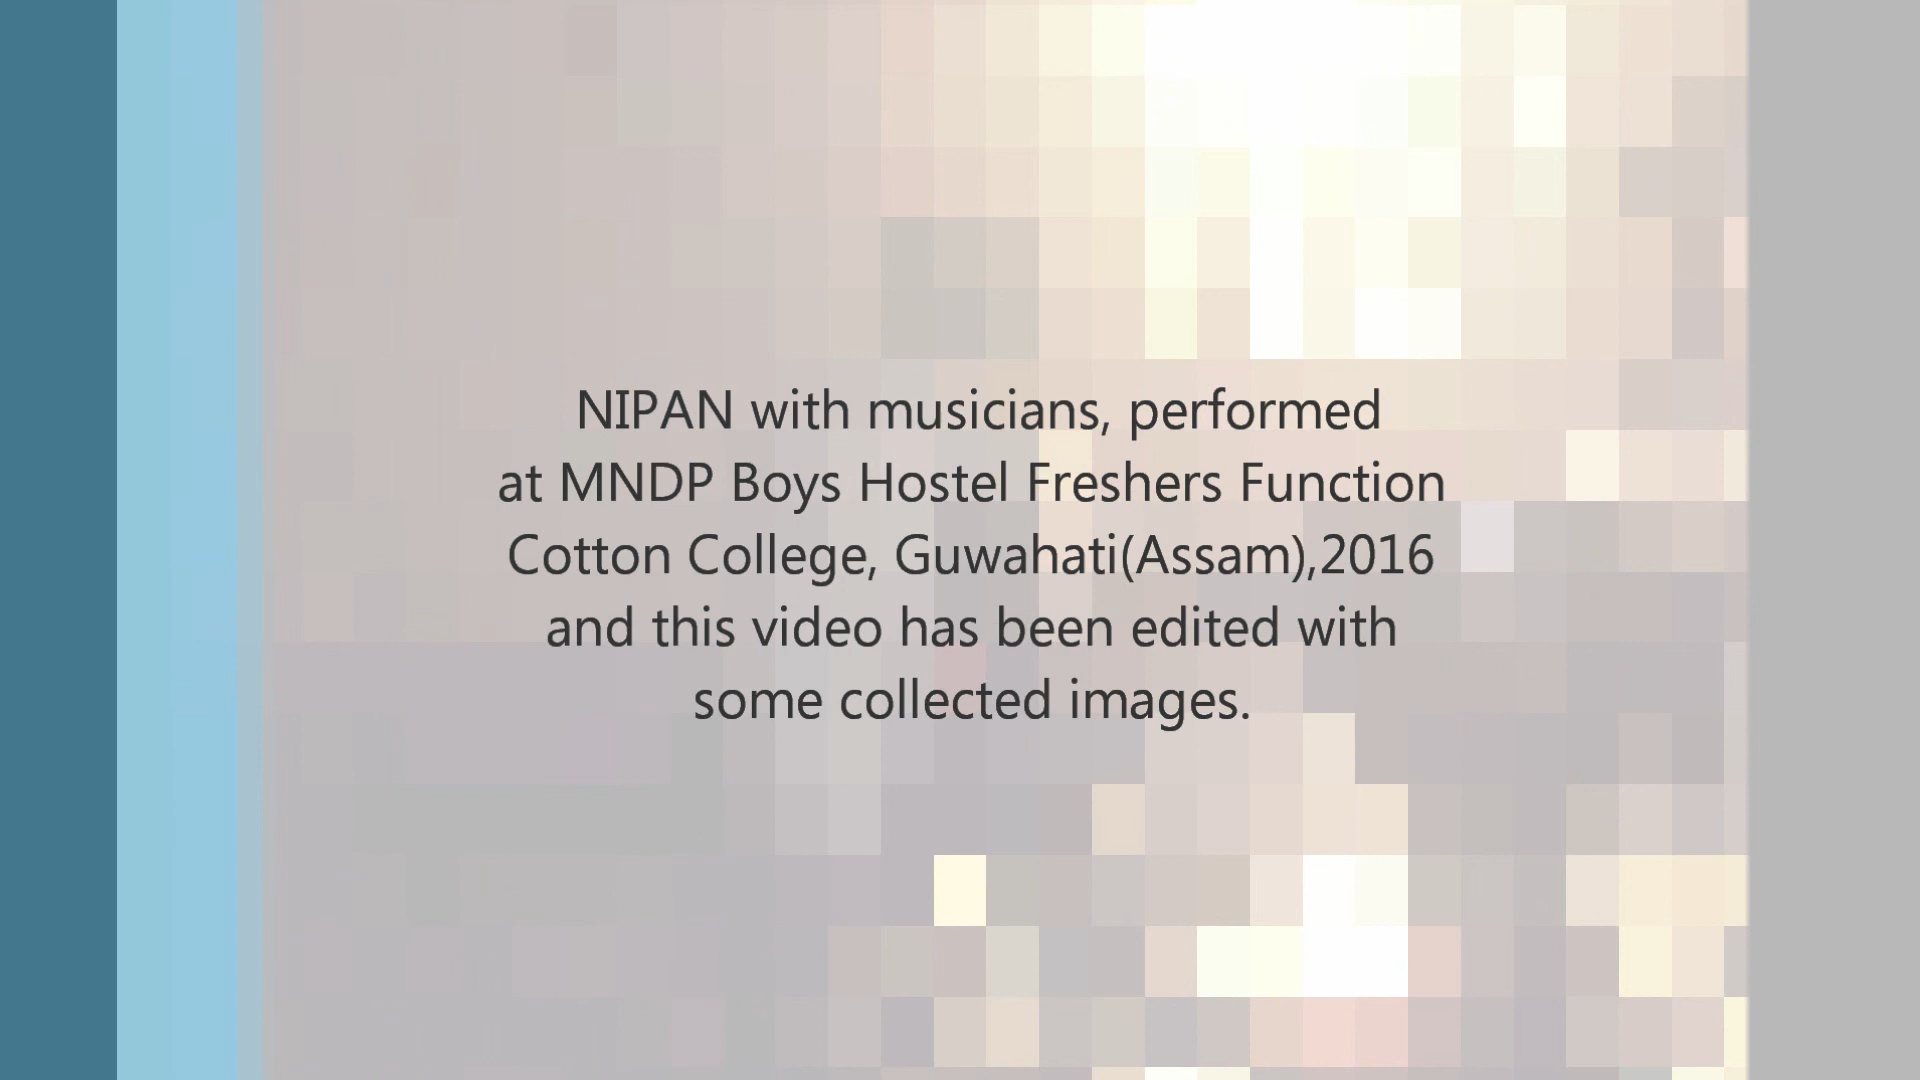 NIPAN with musicians, performed
at MNDP Boys Hostel Freshers Function
Cotton College, Guwahati(Assam),2016
and this video has been edited with
some collected images.